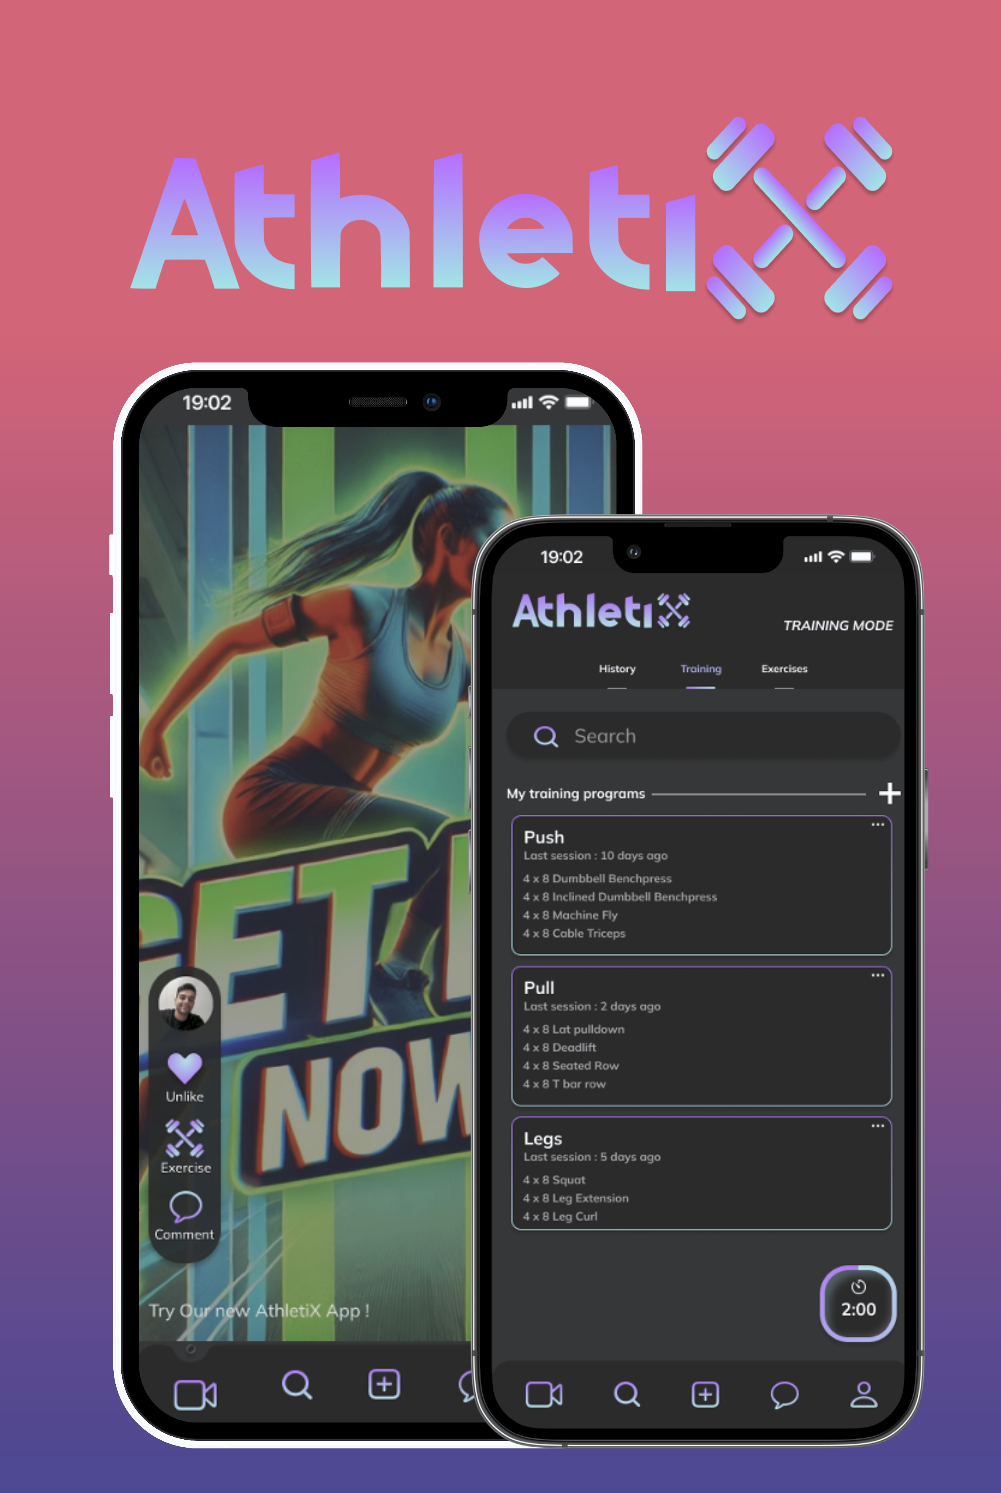 AthletiX
19:02
GET
NOW
Unlike
Exercise
Comment
Try Our new AthletiX App !
19:02
AthletiX
TRAINING MODE
History Training Exercises
Search
My training programs
Push
Last session : 10 days ago
4 x 8 Dumbbell Benchpress
4 x 8 Inclined Dumbbell Benchpress
4 x 8 Machine Fly
4 x 8 Cable Triceps
Pull
Last session : 2 days ago
4 x 8 Lat pulldown
4 x 8 Deadlift
4 x 8 Seated Row
4 x 8 T bar row
Legs
Last session : 5 days ago
4 x 8 Squat
4 x 8 Leg Extension
4 x 8 Leg Curl
2:00